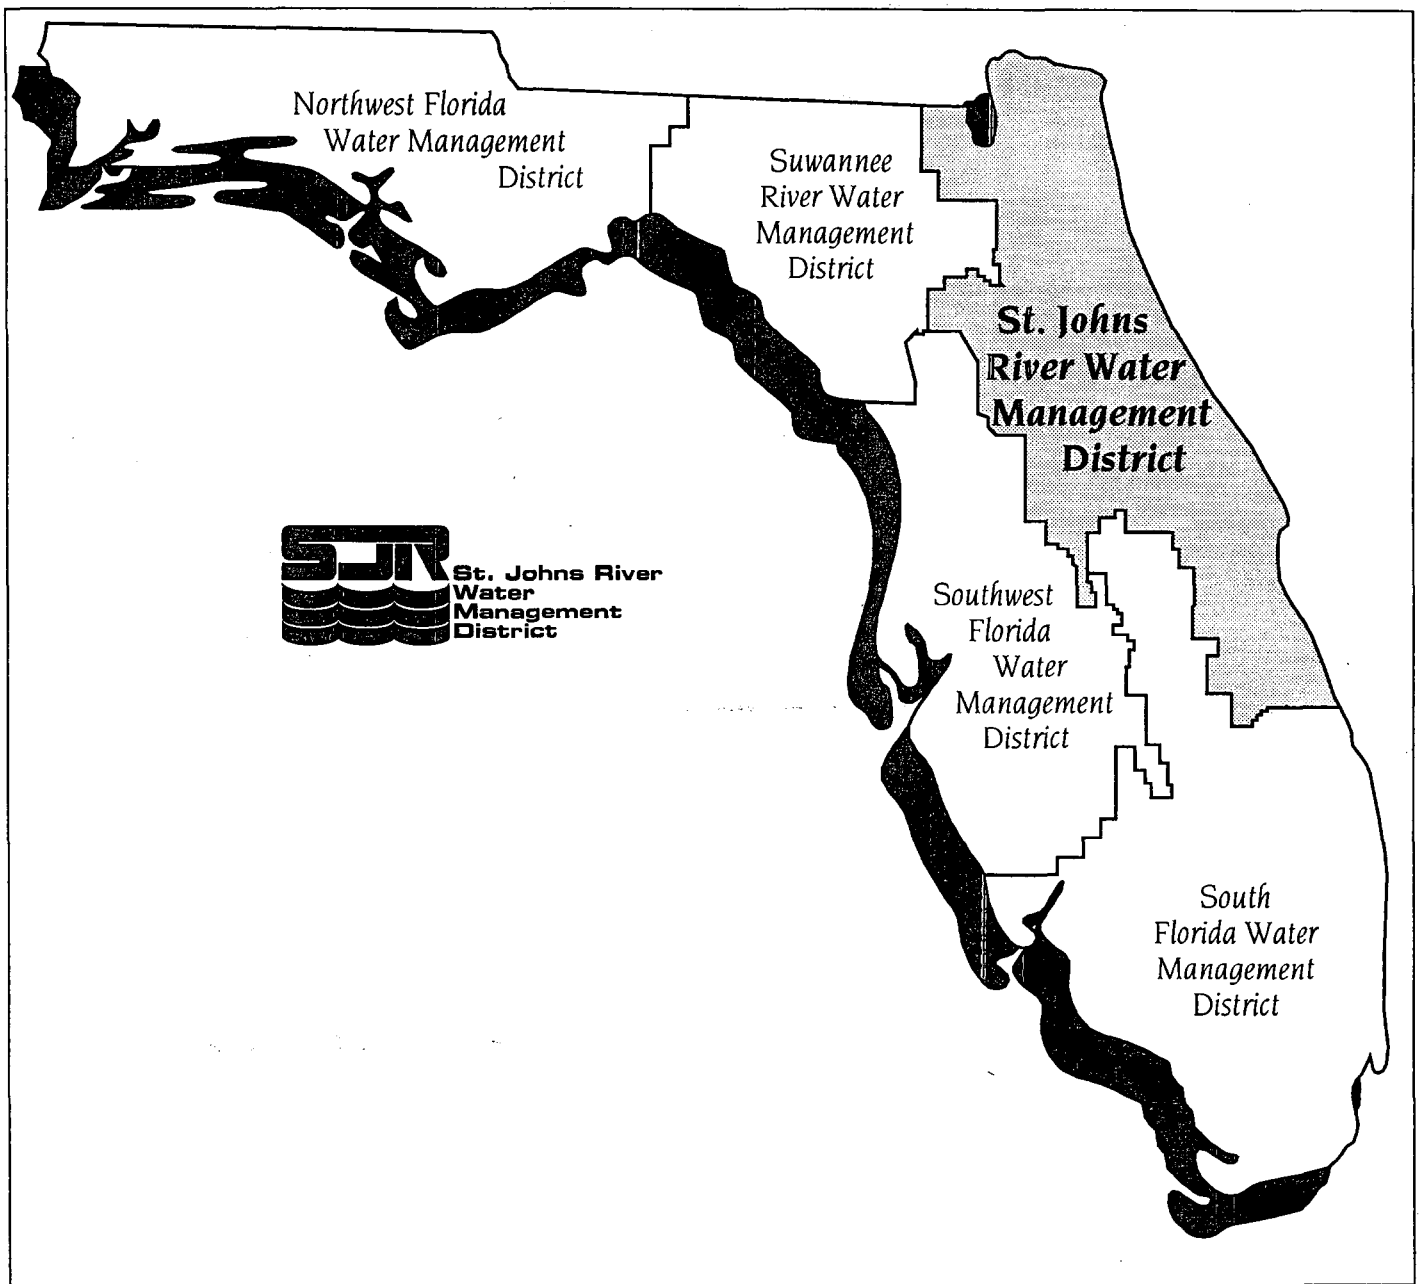 Northwest Florida
Water Management
District
Suwannee
River Water
Management
District
St. Johns
River Water
Management
District
SJR
St. Johns River
Water
Management
District
Southwest
Florida
Water
Management
District
South
Florida Water
Management
District